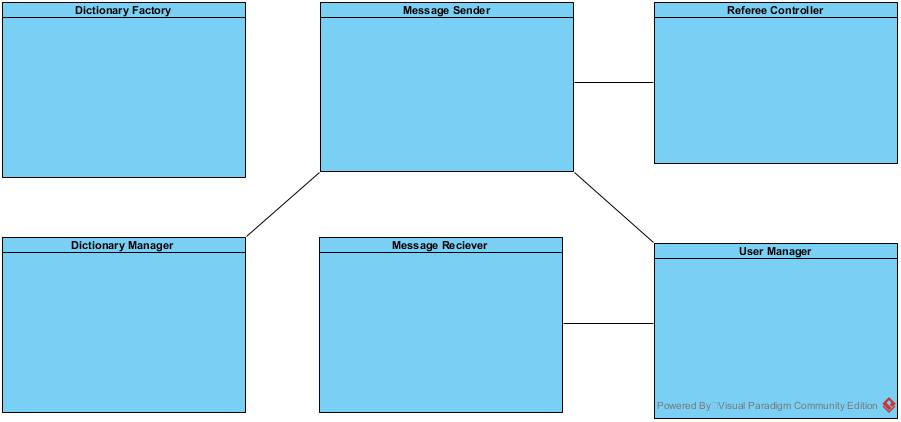 Dictionary Factory
Message Sender
Referee Controller
Dictionary Manager
Message Reciever
User Manager
Powered By Visual Paradigm Community Edition